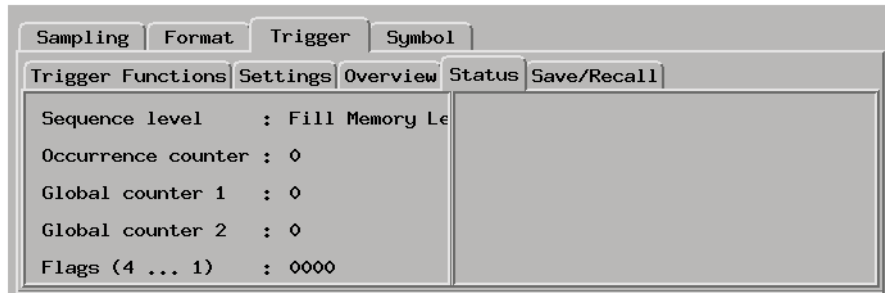 Sampling Format Trigger Symbol
Trigger Functions Settings Overview Status Save/Recall
Sequence level : Fill Memory Le
Occurrence counter : 0
Global counter 1 : 0
Global counter 2 : 0
Flags (4 ... 1) : 0000